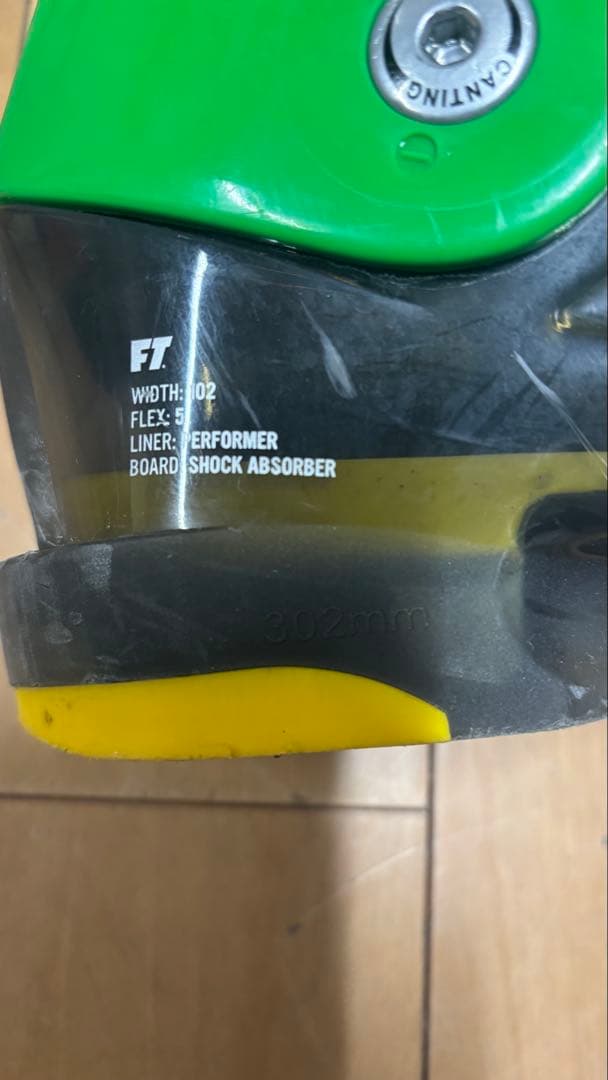 CANTING
FT.
WIDTH: 102
FLEX: 5
LINER: PERFORMER
BOARD: SHOCK ABSORBER
302mm